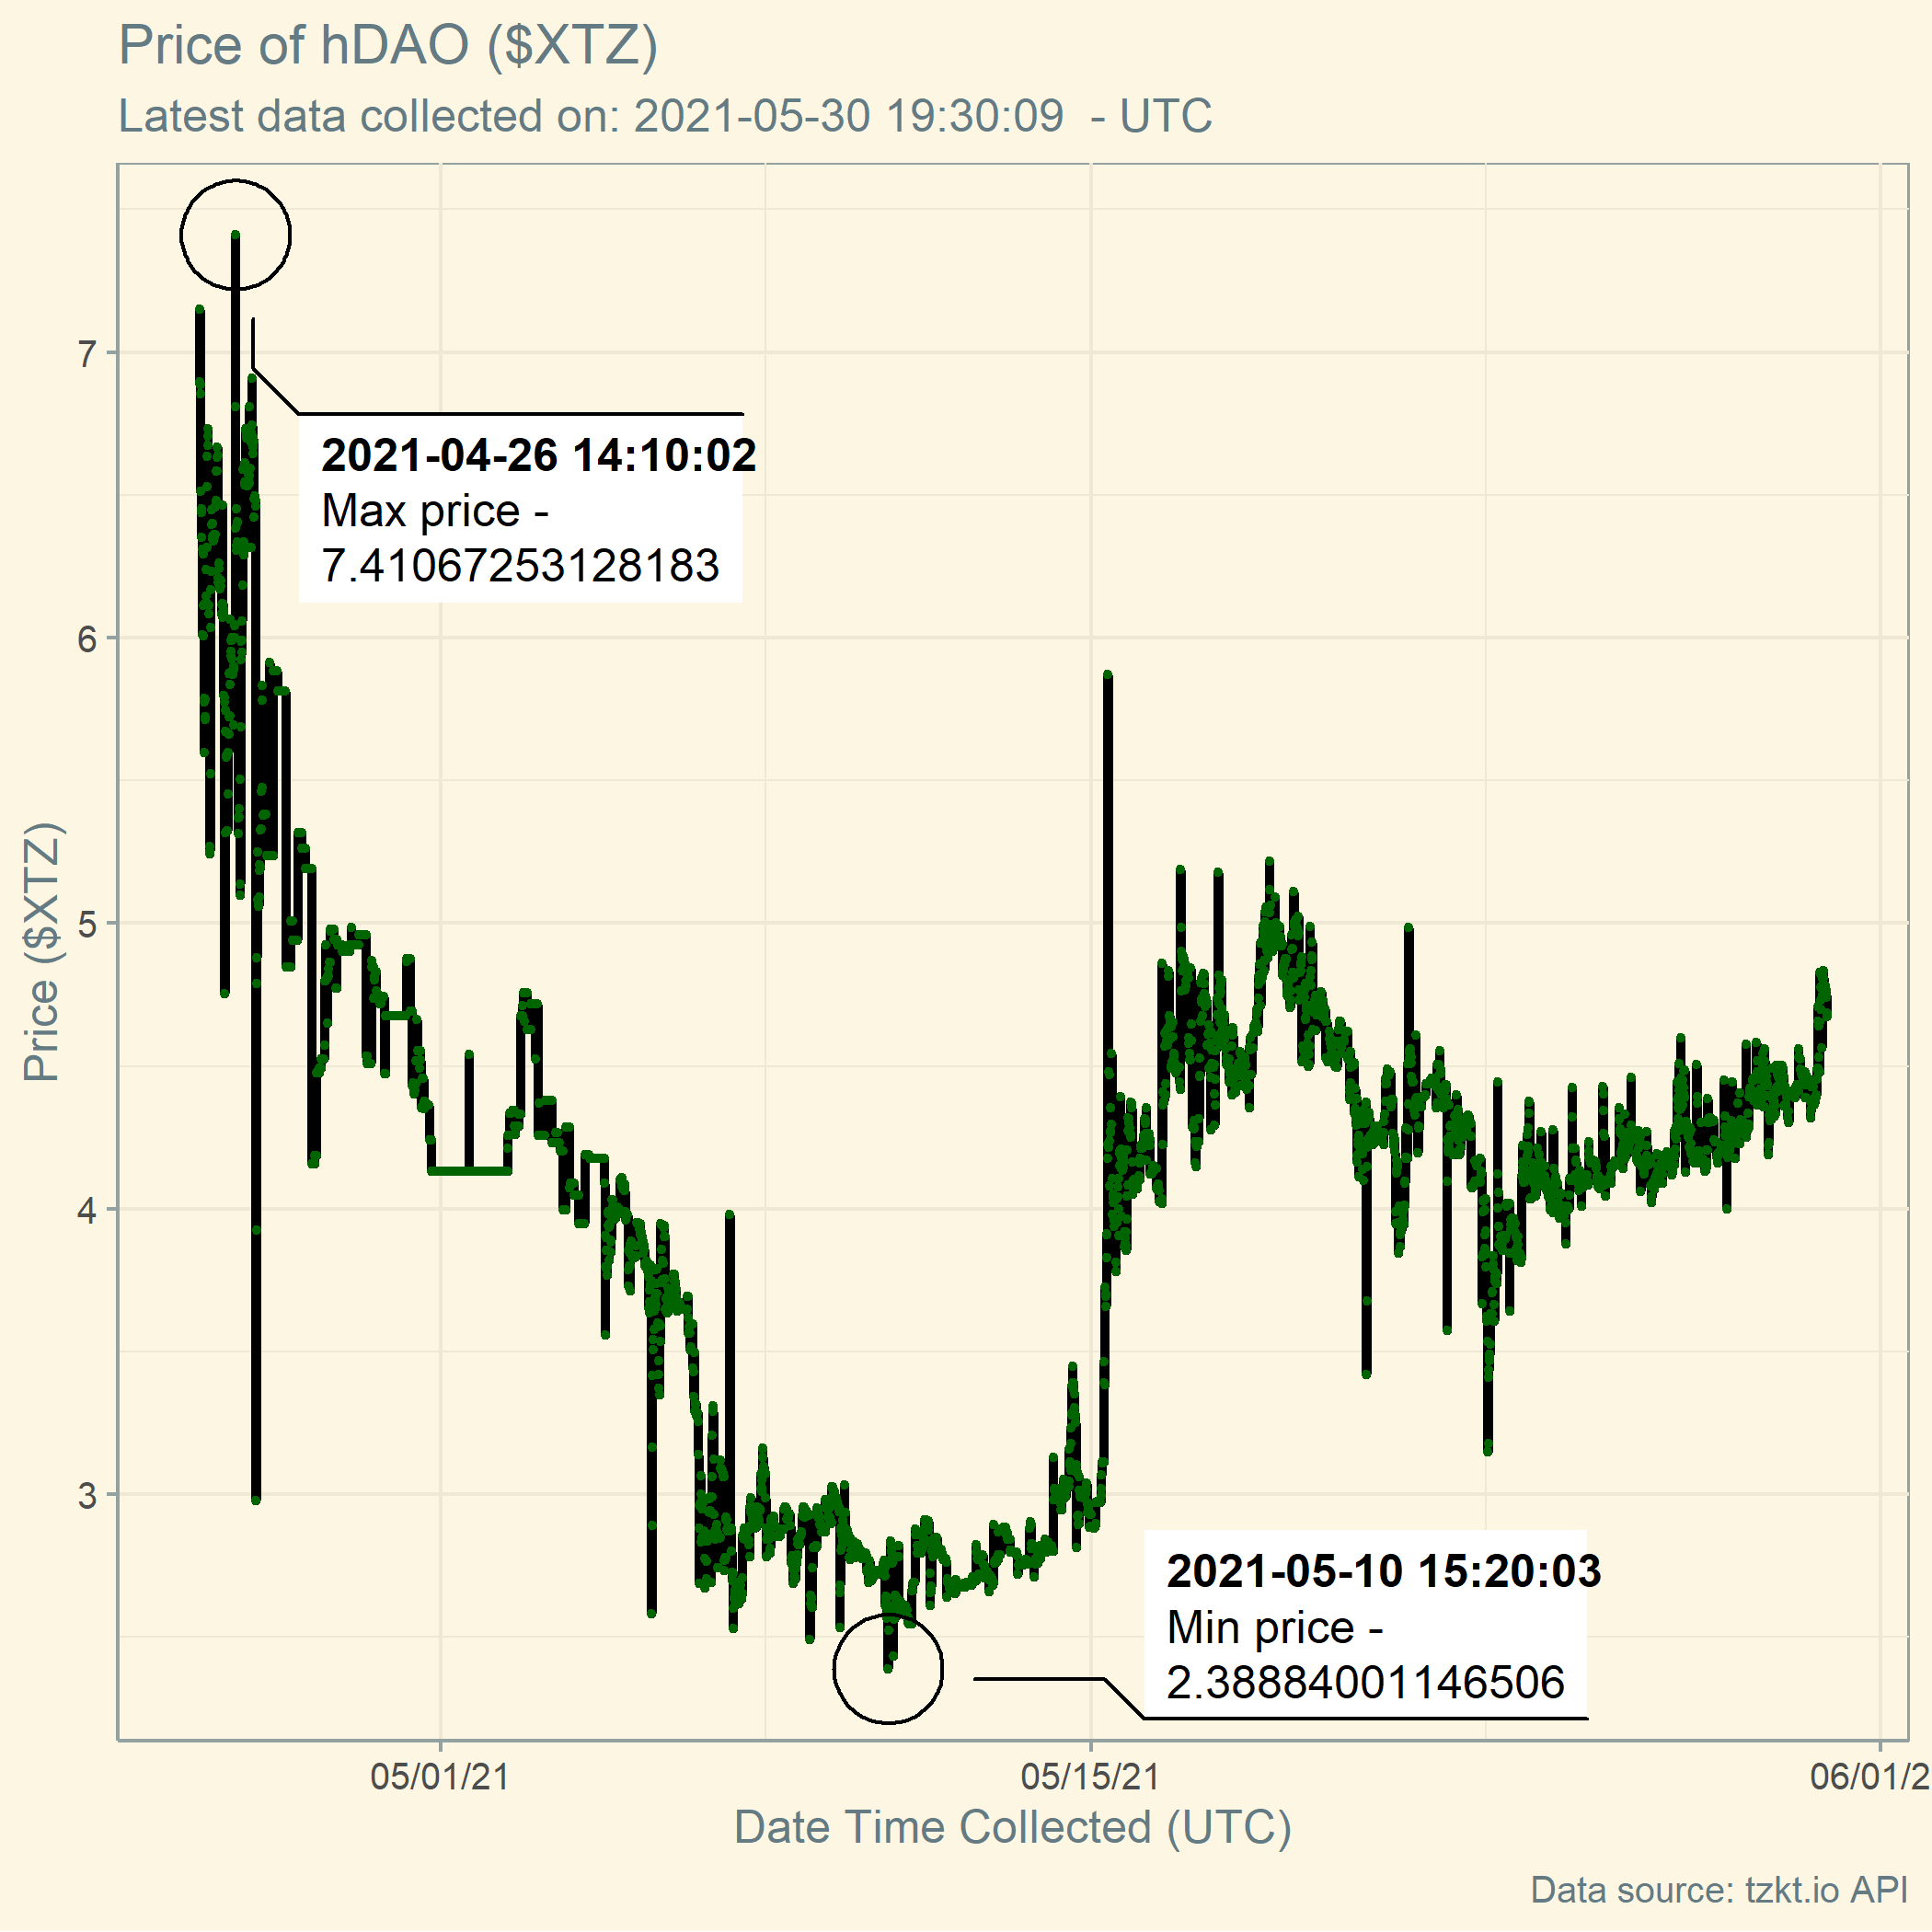 Price of hDAO ($XTZ)
Latest data collected on: 2021-05-30 19:30:09  - UTC
7
6
5
4
3
Price ($XTZ)
2021-04-26 14:10:02
Max price -
7.41067253128183
2021-05-10 15:20:03
Min price -
2.38884001146506
05/01/21
05/15/21
06/01/2
Date Time Collected (UTC)
Data source: tzkt.io API